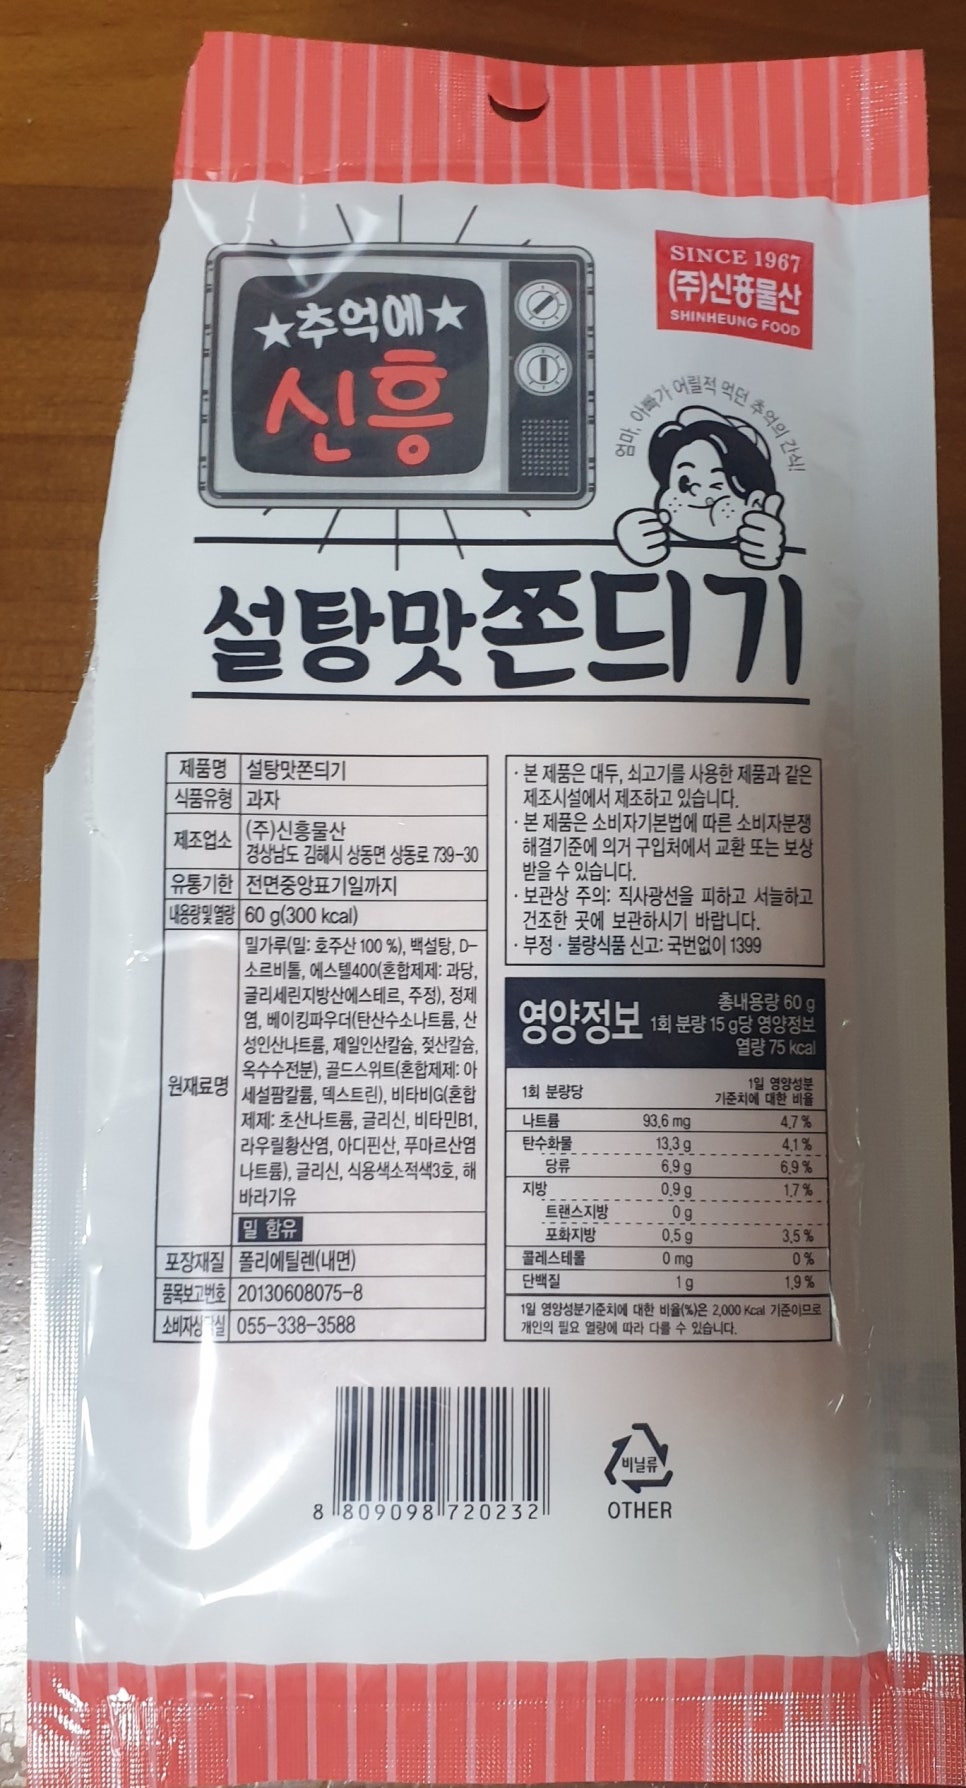 SINCE 1967
(주)신흥물산
SHINHEUNG FOOD
★추억에★
신흥
엄마, 아빠가 어릴적 먹던 추억의 간식!
설탕맛쫀듸기
제품명 설탕맛쫀듸기
식품유형 과자
제조업소 (주)신흥물산
경상남도 김해시 상동면 상동로 739-30
유통기한 전면중앙표기일까지
내용량및열량 60 g(300 kcal)
원재료명
밀가루(밀: 호주산 100 %), 백설탕, D-
소르비톨, 에스텔400(혼합제제: 과당,
글리세린지방산에스테르, 주정), 정제
염, 베이킹파우더(탄산수소나트륨, 산
성인산나트륨, 제일인산칼슘, 젖산칼슘,
옥수수전분), 골드스위트(혼합제제: 아
세설팜칼륨, 덱스트린), 비타비G(혼합
제제: 초산나트륨, 글리신, 비타민B1,
라우릴황산염, 아디핀산, 푸마르산염
나트륨), 글리신, 식용색소적색3호, 해
바라기유
밀 함유
포장재질 폴리에틸렌(내면)
품목보고번호 20130608075-8
소비자상담실 055-338-3588
· 본 제품은 대두, 쇠고기를 사용한 제품과 같은
제조시설에서 제조하고 있습니다.
· 본 제품은 소비자기본법에 따른 소비자분쟁
해결기준에 의거 구입처에서 교환 또는 보상
받을 수 있습니다.
· 보관상 주의: 직사광선을 피하고 서늘하고
건조한 곳에 보관하시기 바랍니다.
· 부정 · 불량식품 신고: 국번없이 1399
영양정보
총내용량 60 g
1회 분량 15 g당 영양정보
열량 75 kcal
1회 분량당 1일 영양성분
기준치에 대한 비율
나트륨 93.6 mg 4.7 %
탄수화물 13.3 g 4.1 %
당류 6.9 g 6.9 %
지방 0.9 g 1.7 %
트랜스지방 0 g
포화지방 0.5 g 3.5 %
콜레스테롤 0 mg 0 %
단백질 1 g 1.9 %
1일 영양성분기준치에 대한 비율(%)은 2,000 Kcal 기준이므로
개인의 필요 열량에 따라 다를 수 있습니다.
8 809098 720232
비닐류
OTHER